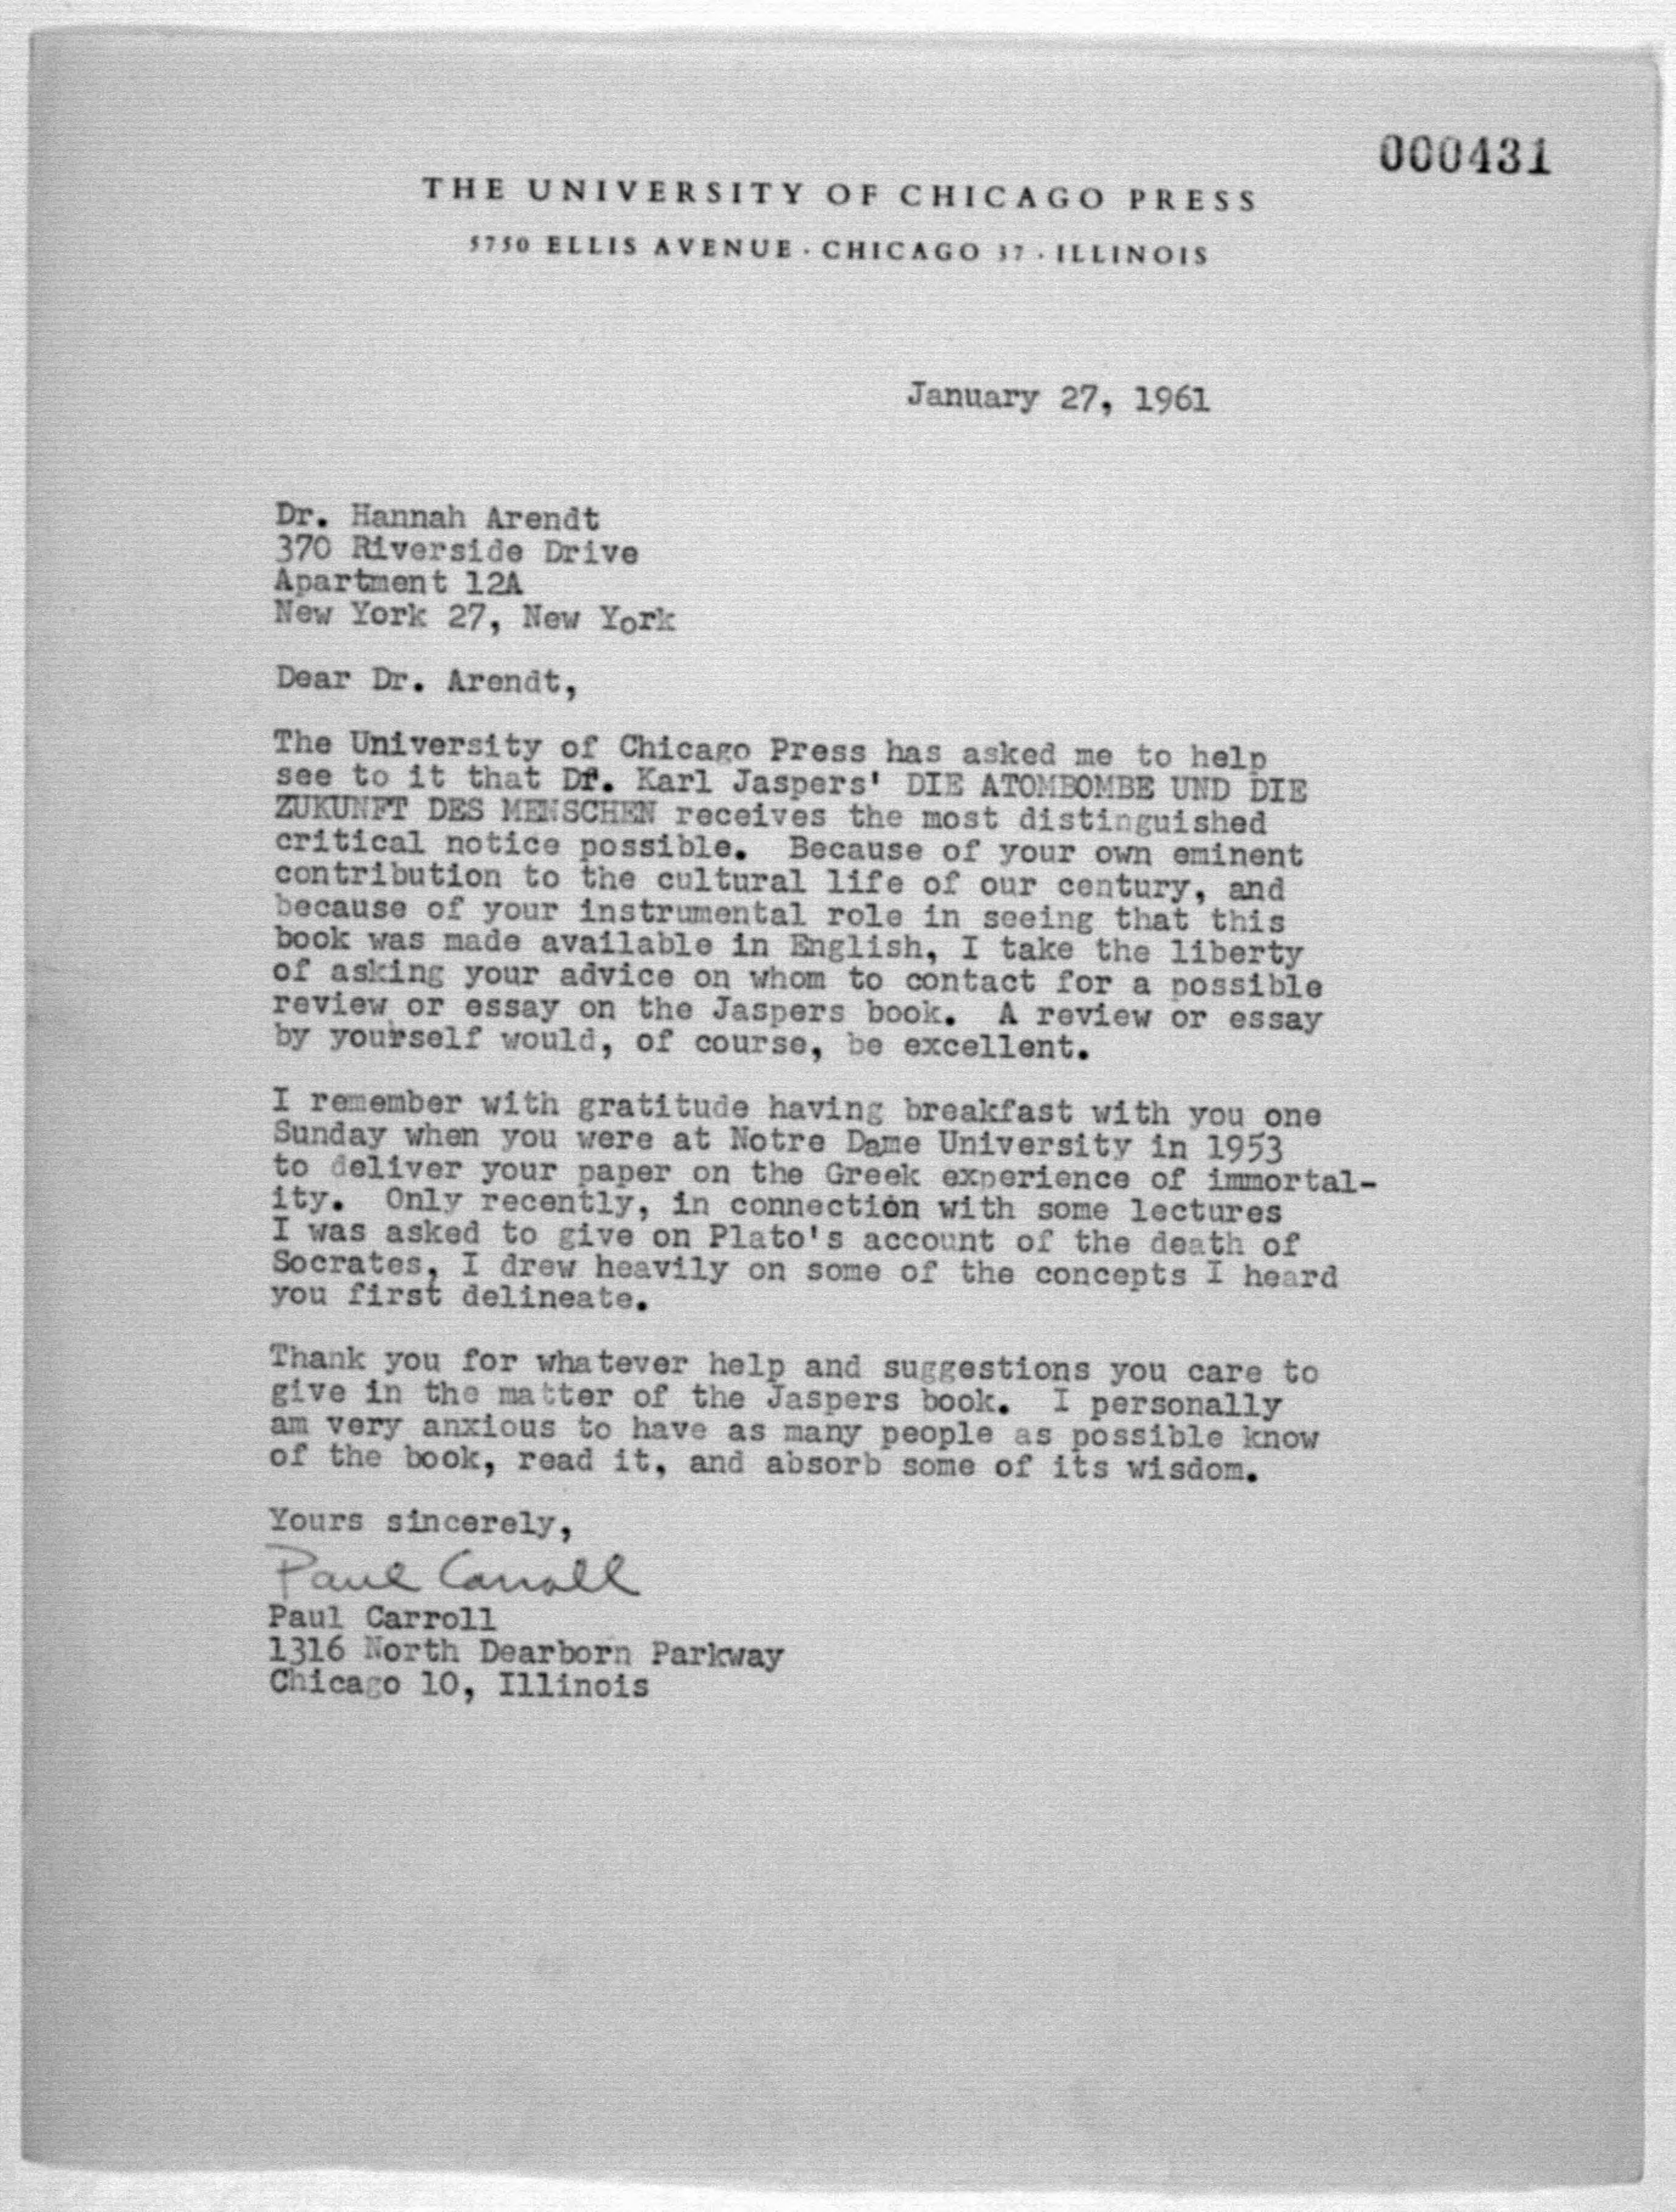 000431
THE UNIVERSITY OF CHICAGO PRESS
5750 ELLIS AVENUE · CHICAGO 37 · ILLINOIS
January 27, 1961
Dr. Hannah Arendt
370 Riverside Drive
Apartment 12A
New York 27, New York
Dear Dr. Arendt,
The University of Chicago Press has asked me to help
see to it that Dr. Karl Jaspers' DIE ATOMBOMBE UND DIE
ZUKUNFT DES MENSCHEN receives the most distinguished
critical notice possible. Because of your own eminent
contribution to the cultural life of our century, and
because of your instrumental role in seeing that this
book was made available in English, I take the liberty
of asking your advice on whom to contact for a possible
review or essay on the Jaspers book. A review or essay
by yourself would, of course, be excellent.
I remember with gratitude having breakfast with you one
Sunday when you were at Notre Dame University in 1953
to deliver your paper on the Greek experience of immortal-
ity. Only recently, in connection with some lectures
I was asked to give on Plato's account of the death of
Socrates, I drew heavily on some of the concepts I heard
you first delineate.
Thank you for whatever help and suggestions you care to
give in the matter of the Jaspers book. I personally
am very anxious to have as many people as possible know
of the book, read it, and absorb some of its wisdom.
Yours sincerely,
Paul Carroll
Paul Carroll
1316 North Dearborn Parkway
Chicago 10, Illinois